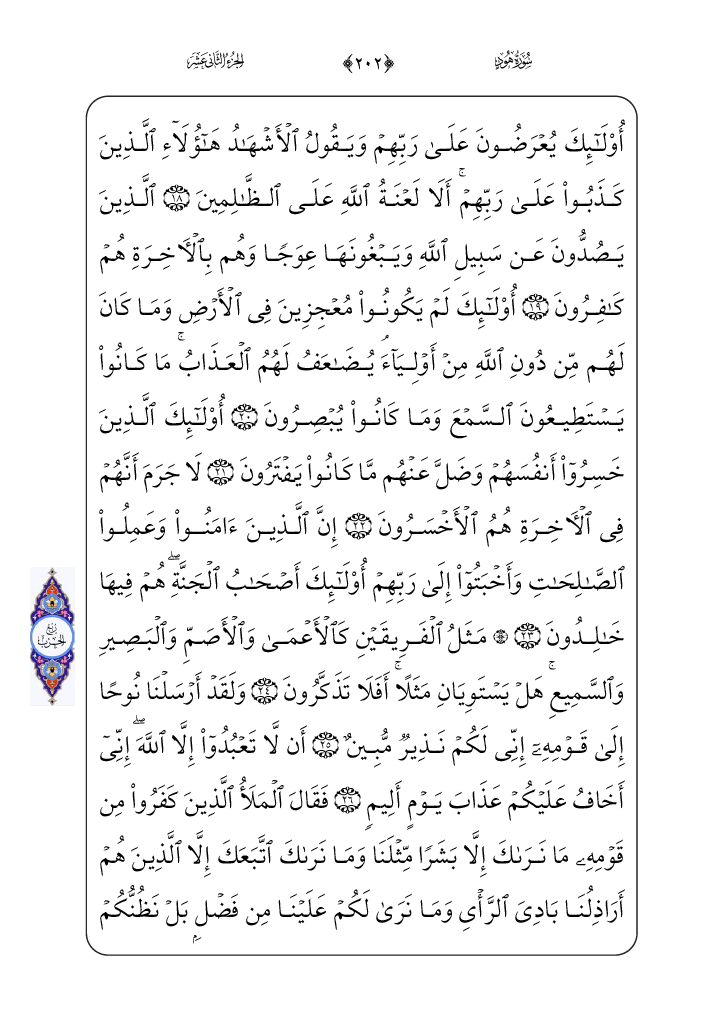 سُورَةُ هُودٍ ﴿٢٠٢﴾ الجُزْءُ الثَّانِي عَشَرَ
أُوْلَٰٓئِكَ يُعۡرَضُونَ عَلَىٰ رَبِّهِمۡ وَيَقُولُ ٱلۡأَشۡهَٰدُ هَٰٓؤُلَآءِ ٱلَّذِينَ
كَذَبُواْ عَلَىٰ رَبِّهِمۡۚ أَلَا لَعۡنَةُ ٱللَّهِ عَلَى ٱلظَّٰلِمِينَ ١٨ ٱلَّذِينَ
يَصُدُّونَ عَن سَبِيلِ ٱللَّهِ وَيَبۡغُونَهَا عِوَجٗا وَهُم بِٱلۡأٓخِرَةِ هُمۡ
كَٰفِرُونَ ١٩ أُوْلَٰٓئِكَ لَمۡ يَكُونُواْ مُعۡجِزِينَ فِي ٱلۡأَرۡضِ وَمَا كَانَ
لَهُم مِّن دُونِ ٱللَّهِ مِنۡ أَوۡلِيَآءَۘ يُضَٰعَفُ لَهُمُ ٱلۡعَذَابُۚ مَا كَانُواْ
يَسۡتَطِيعُونَ ٱلسَّمۡعَ وَمَا كَانُواْ يُبۡصِرُونَ ٢٠ أُوْلَٰٓئِكَ ٱلَّذِينَ
خَسِرُوٓاْ أَنفُسَهُمۡ وَضَلَّ عَنۡهُم مَّا كَانُواْ يَفۡتَرُونَ ٢١ لَا جَرَمَ أَنَّهُمۡ
فِي ٱلۡأٓخِرَةِ هُمُ ٱلۡأَخۡسَرُونَ ٢٢ إِنَّ ٱلَّذِينَ ءَامَنُواْ وَعَمِلُواْ
ٱلصَّٰلِحَٰتِ وَأَخۡبَتُوٓاْ إِلَىٰ رَبِّهِمۡ أُوْلَٰٓئِكَ أَصۡحَٰبُ ٱلۡجَنَّةِۖ هُمۡ فِيهَا
خَٰلِدُونَ ٢٣ ۞ مَثَلُ ٱلۡفَرِيقَيۡنِ كَٱلۡأَعۡمَىٰ وَٱلۡأَصَمِّ وَٱلۡبَصِيرِ
رُبْعُ الحِزْبِ
وَٱلسَّمِيعِۚ هَلۡ يَسۡتَوِيَانِ مَثَلًاۚ أَفَلَا تَذَكَّرُونَ ٢٤ وَلَقَدۡ أَرۡسَلۡنَا نُوحًا
إِلَىٰ قَوۡمِهِۦٓ إِنِّي لَكُمۡ نَذِيرٞ مُّبِينٌ ٢٥ أَن لَّا تَعۡبُدُوٓاْ إِلَّا ٱللَّهَۖ إِنِّيٓ
أَخَافُ عَلَيۡكُمۡ عَذَابَ يَوۡمٍ أَلِيمٖ ٢٦ فَقَالَ ٱلۡمَلَأُ ٱلَّذِينَ كَفَرُواْ مِن
قَوۡمِهِۦ مَا نَرَىٰكَ إِلَّا بَشَرٗا مِّثۡلَنَا وَمَا نَرَىٰكَ ٱتَّبَعَكَ إِلَّا ٱلَّذِينَ هُمۡ
أَرَاذِلُنَا بَادِيَ ٱلرَّأۡيِ وَمَا نَرَىٰ لَكُمۡ عَلَيۡنَا مِن فَضۡلِۭ بَلۡ نَظُنُّكُمۡ